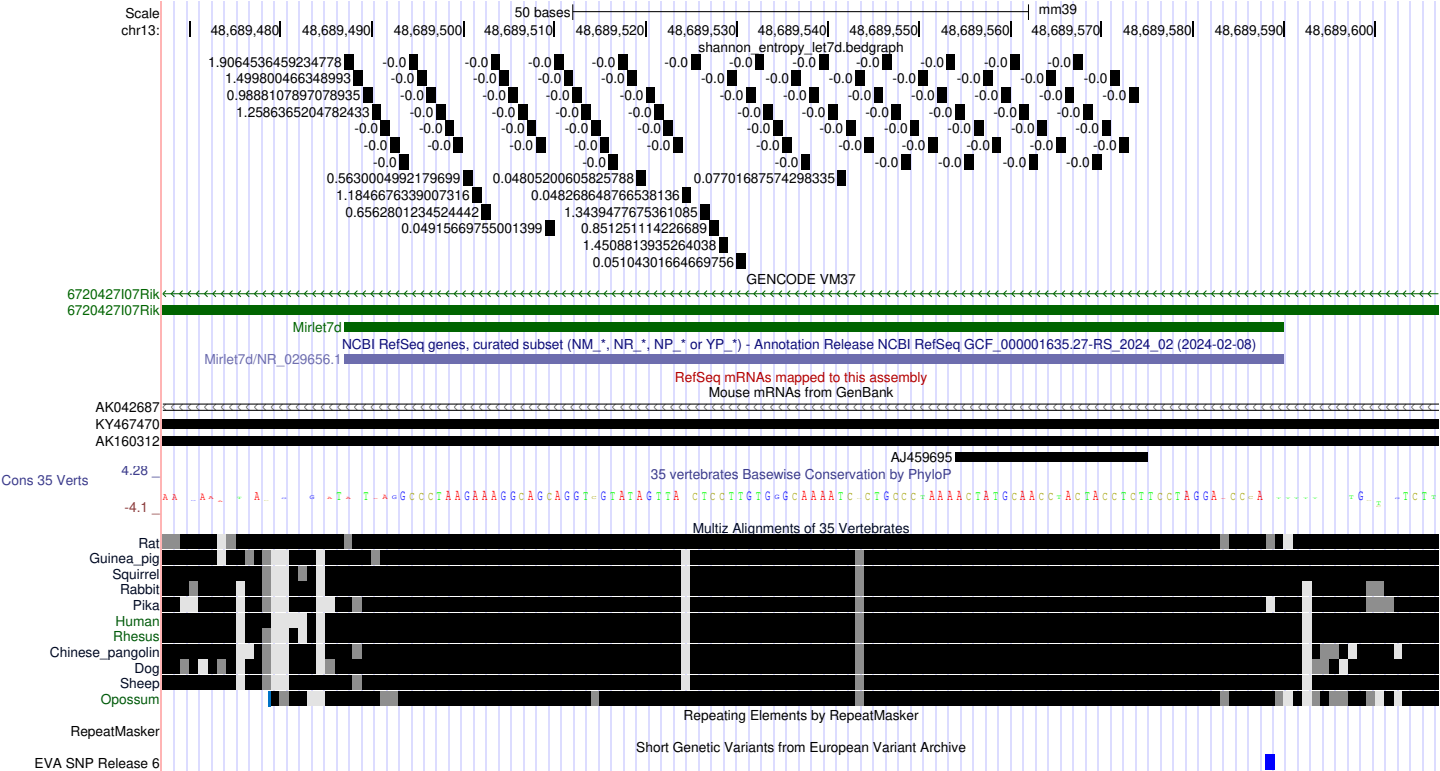 Scale 50 bases mm39
chr13: 48,689,480 48,689,490 48,689,500 48,689,510 48,689,520 48,689,530 48,689,540 48,689,550 48,689,560 48,689,570 48,689,580 48,689,590 48,689,600
shannon_entropy_let7d.bedgraph
1.9064536459234778 -0.0 -0.0 -0.0 -0.0 -0.0 -0.0 -0.0 -0.0 -0.0 -0.0 -0.0
1.499800466348993 -0.0 -0.0 -0.0 -0.0 -0.0 -0.0 -0.0 -0.0 -0.0 -0.0 -0.0 -0.0
0.9888107897078935 -0.0 -0.0 -0.0 -0.0 -0.0 -0.0 -0.0 -0.0 -0.0 -0.0 -0.0 -0.0
1.2586365204782433 -0.0 -0.0 -0.0 -0.0 -0.0 -0.0 -0.0 -0.0 -0.0 -0.0
-0.0 -0.0 -0.0 -0.0 -0.0 -0.0 -0.0 -0.0 -0.0 -0.0 -0.0
-0.0 -0.0 -0.0 -0.0 -0.0 -0.0 -0.0 -0.0 -0.0 -0.0 -0.0
-0.0 -0.0 -0.0 -0.0 -0.0 -0.0 -0.0
0.5630004992179699 0.04805200605825788 0.07701687574298335
1.1846676339007316 0.048268648766538136
0.6562801234524442 1.3439477675361085
0.04915669755001399 0.851251114226689
1.4508813935264038
0.05104301664669756
GENCODE VM37
6720427I07Rik
6720427I07Rik
Mirlet7d
NCBI RefSeq genes, curated subset (NM_*, NR_*, NP_* or YP_*) - Annotation Release NCBI RefSeq GCF_000001635.27-RS_2024_02 (2024-02-08)
Mirlet7d/NR_029656.1
RefSeq mRNAs mapped to this assembly
Mouse mRNAs from GenBank
AK042687
KY467470
AK160312
AJ459695
4.28 _ 35 vertebrates Basewise Conservation by PhyloP
Cons 35 Verts
GGCCCTAAGAAAGGCAGCAGGT GTATAGTTA CTCCTTGTGGGCAAAATC CTGCCC AAAACTATGCAACC ACTACCTCTTCCTAGGA CC A
-4.1 _
Multiz Alignments of 35 Vertebrates
Rat
Guinea_pig
Squirrel
Rabbit
Pika
Human
Rhesus
Chinese_pangolin
Dog
Sheep
Opossum
Repeating Elements by RepeatMasker
RepeatMasker
Short Genetic Variants from European Variant Archive
EVA SNP Release 6